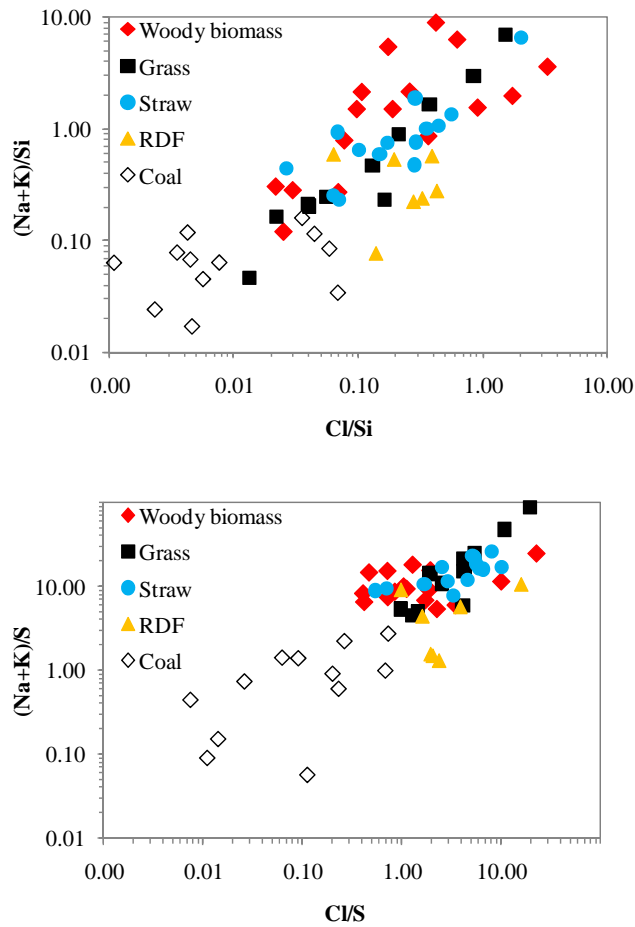 10.00
Woody biomass
Grass
Straw
RDF
Coal
1.00
0.10
0.01
(Na+K)/Si
0.00
0.01
0.10
1.00
10.00
Cl/Si
Woody biomass
Grass
Straw
RDF
Coal
10.00
1.00
0.10
0.01
(Na+K)/S
0.00
0.01
0.10
1.00
10.00
Cl/S